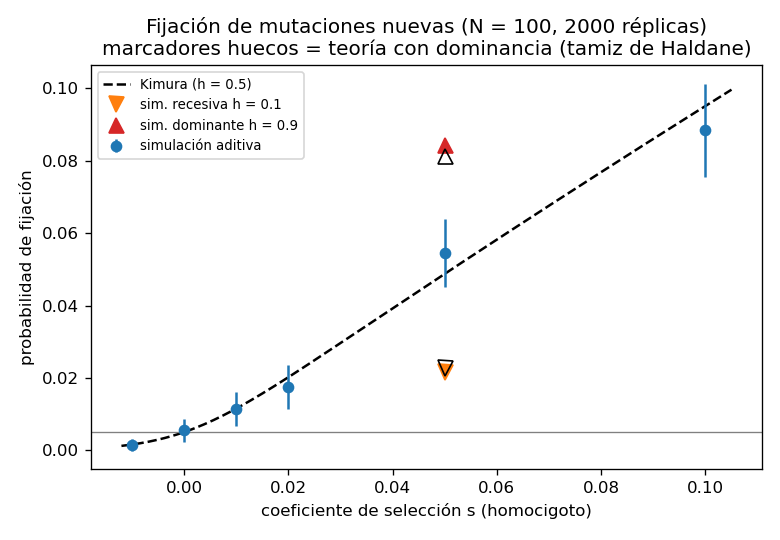 Fijación de mutaciones nuevas (N = 100, 2000 réplicas)
marcadores huecos = teoría con dominancia (tamiz de Haldane)
Kimura (h = 0.5)
sim. recesiva h = 0.1
sim. dominante h = 0.9
simulación aditiva
probabilidad de fijación
0.10
0.08
0.06
0.04
0.02
0.00
0.00 0.02 0.04 0.06 0.08 0.10
coeficiente de selección s (homocigoto)